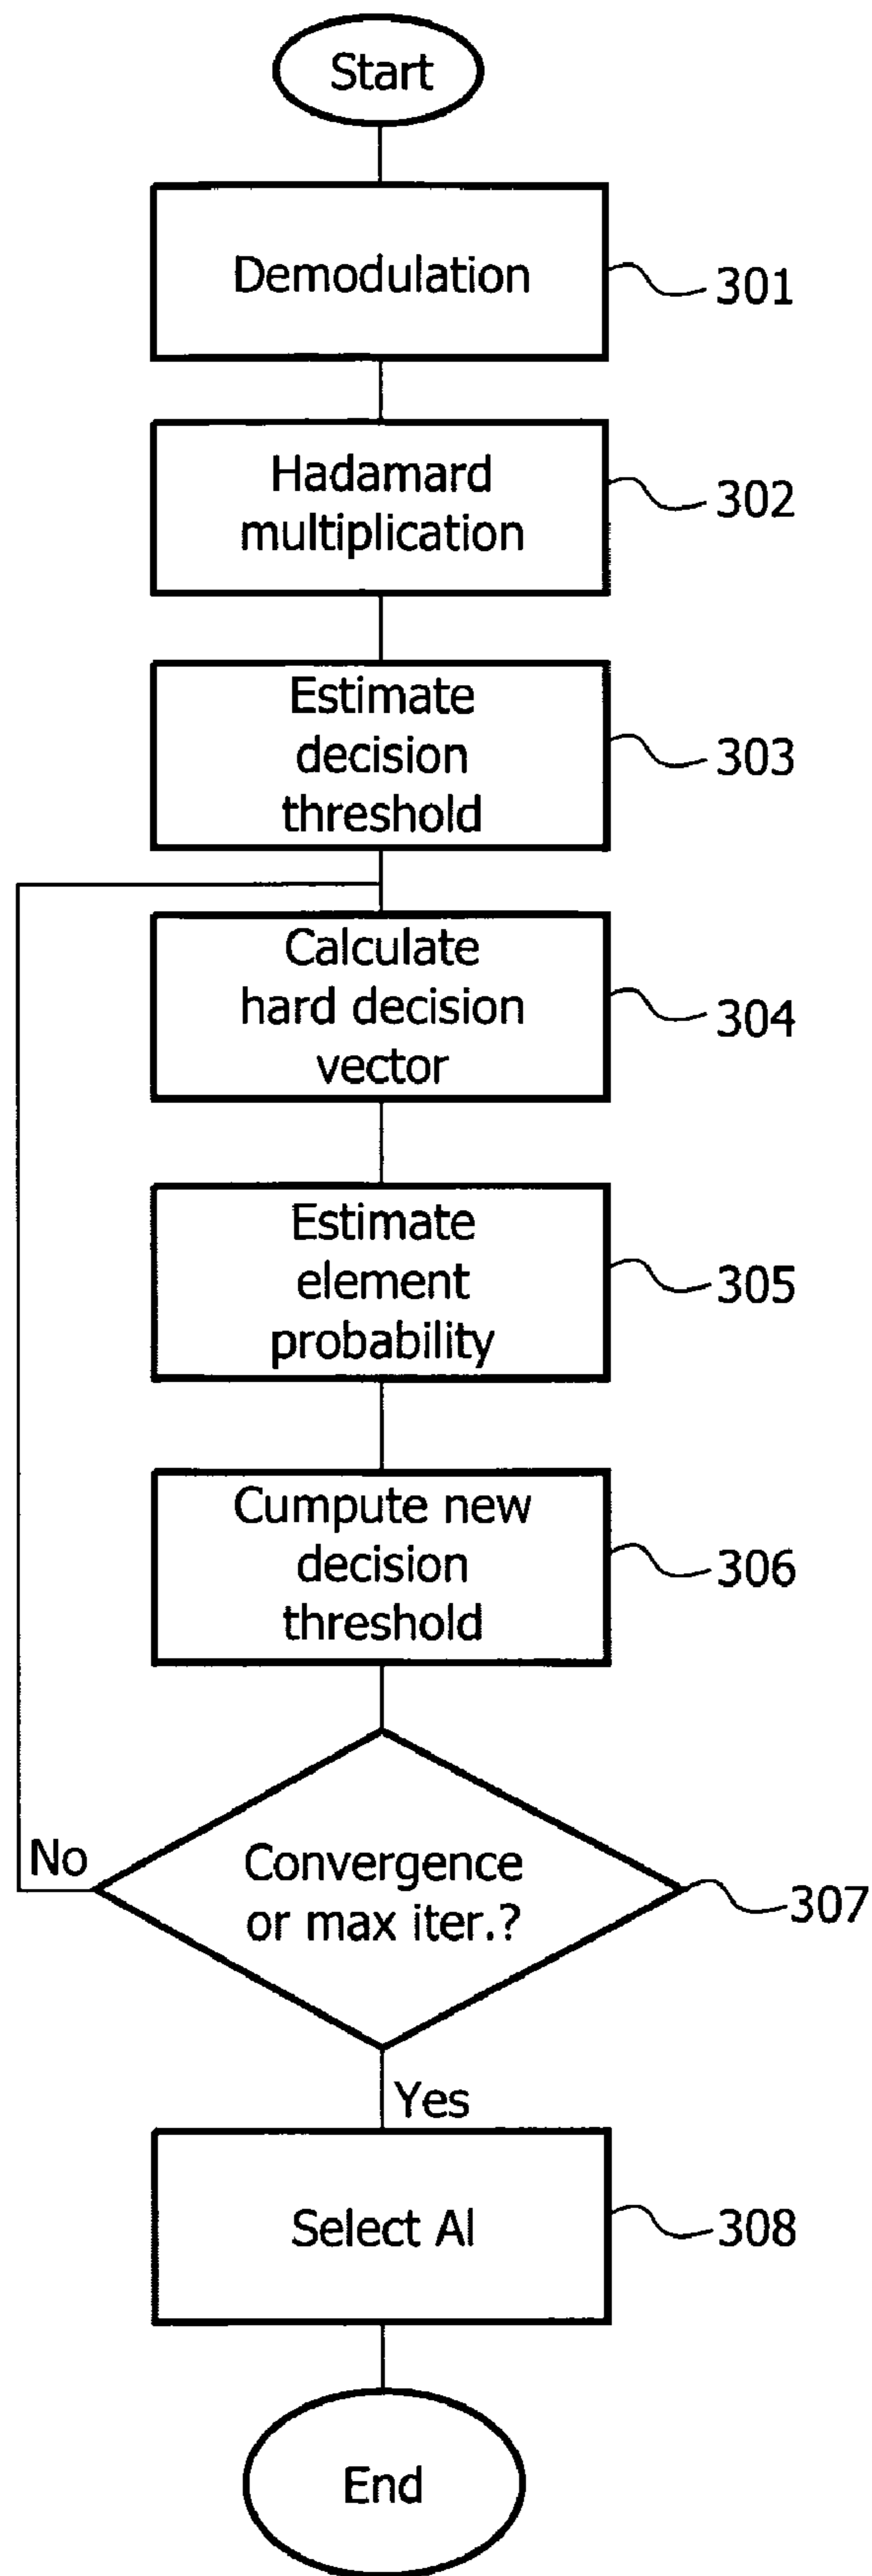 Start
Demodulation
301
Hadamard
multiplication
302
Estimate
decision
threshold
303
Calculate
hard decision
vector
304
Estimate
element
probability
305
Cumpute new
decision
threshold
306
No
Convergence
or max iter.?
307
Yes
Select Al
308
End